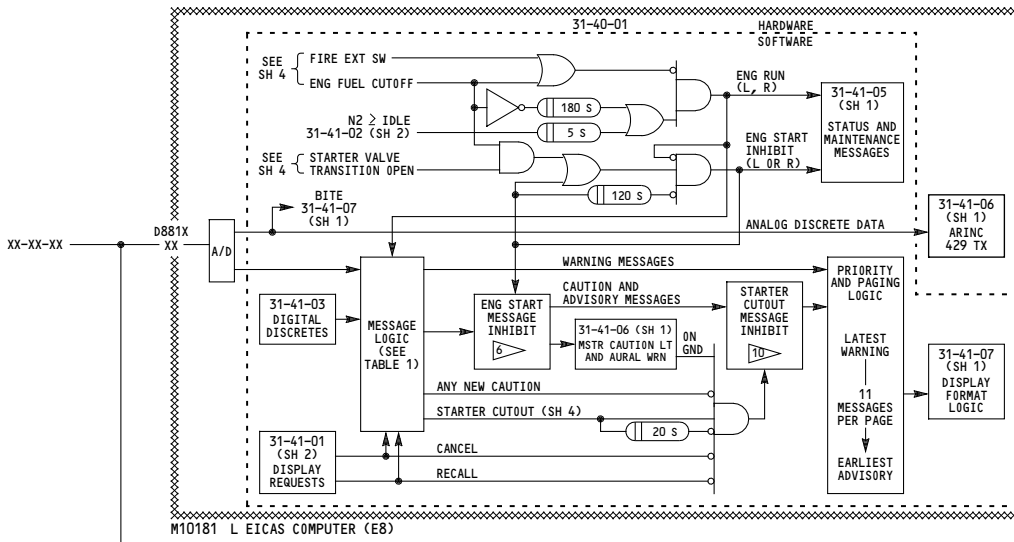 31-40-01
HARDWARE
SOFTWARE
SEE
SH 4
FIRE EXT SW
ENG FUEL CUTOFF
180 S
N2 ≥ IDLE
31-41-02 (SH 2)
5 S
SEE
SH 4
STARTER VALVE
TRANSITION OPEN
120 S
ENG RUN
(L, R)
ENG START
INHIBIT
(L OR R)
31-41-05
(SH 1)
STATUS AND
MAINTENANCE
MESSAGES
BITE
31-41-07
(SH 1)
ANALOG DISCRETE DATA
31-41-06
(SH 1)
ARINC
429 TX
XX-XX-XX
D881X
XX
A/D
31-41-03
DIGITAL
DISCRETES
MESSAGE
LOGIC
(SEE
TABLE 1)
WARNING MESSAGES
CAUTION AND
ADVISORY MESSAGES
ENG START
MESSAGE
INHIBIT
6
31-41-06 (SH 1)
MSTR CAUTION LT
AND AURAL WRN
ON
GND
STARTER
CUTOUT
MESSAGE
INHIBIT
10
PRIORITY
AND PAGING
LOGIC
LATEST
WARNING
11
MESSAGES
PER PAGE
EARLIEST
ADVISORY
31-41-07
(SH 1)
DISPLAY
FORMAT
LOGIC
ANY NEW CAUTION
STARTER CUTOUT (SH 4)
20 S
31-41-01
(SH 2)
DISPLAY
REQUESTS
CANCEL
RECALL
M10181 L EICAS COMPUTER (E8)